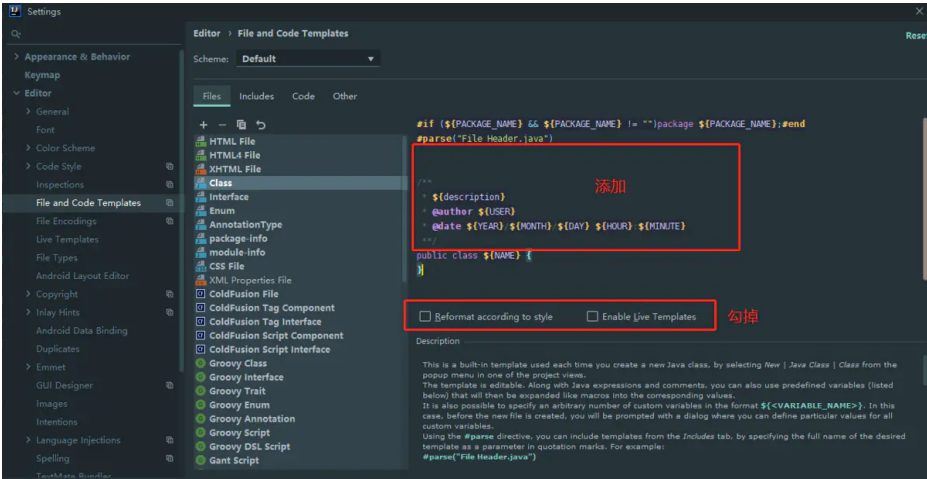 Settings
Editor › File and Code Templates
Reset
Scheme: Default
Appearance & Behavior
Keymap
Editor
General
Font
Color Scheme
Code Style
Inspections
File and Code Templates
File Encodings
Live Templates
File Types
Android Layout Editor
Copyright
Inlay Hints
Android Data Binding
Duplicates
Emmet
GUI Designer
Images
Intentions
Language Injections
Spelling
TextMate Bundles
Files Includes Code Other
HTML File
HTML4 File
XHTML File
Class
Interface
Enum
AnnotationType
package-info
module-info
CSS File
XML Properties File
ColdFusion File
ColdFusion Tag Component
ColdFusion Tag Interface
ColdFusion Script Component
ColdFusion Script Interface
Groovy Class
Groovy Interface
Groovy Trait
Groovy Enum
Groovy Annotation
Groovy Script
Groovy DSL Script
Gant Script
#if (${PACKAGE_NAME} && ${PACKAGE_NAME} != "")package ${PACKAGE_NAME};#end
#parse("File Header.java")
/**
* ${description}
* @author ${USER}
* @date ${YEAR}/${MONTH}/${DAY} ${HOUR}:${MINUTE}
**/
public class ${NAME} {
}
添加
Reformat according to style
Enable Live Templates
勾掉
Description
This is a built-in template used each time you create a new Java class, by selecting New | Java Class | Class from the
popup menu in one of the project views.
The template is editable. Along with Java expressions and comments, you can also use predefined variables (listed
below) that will then be expanded like macros into the corresponding values.
It is also possible to specify an arbitrary number of custom variables in the format ${<VARIABLE_NAME>}. In this
case, before the new file is created, you will be prompted with a dialog where you can define particular values for all
custom variables.
Using the #parse directive, you can include templates from the Includes tab, by specifying the full name of the desired
template as a parameter in quotation marks. For example:
#parse("File Header.java")